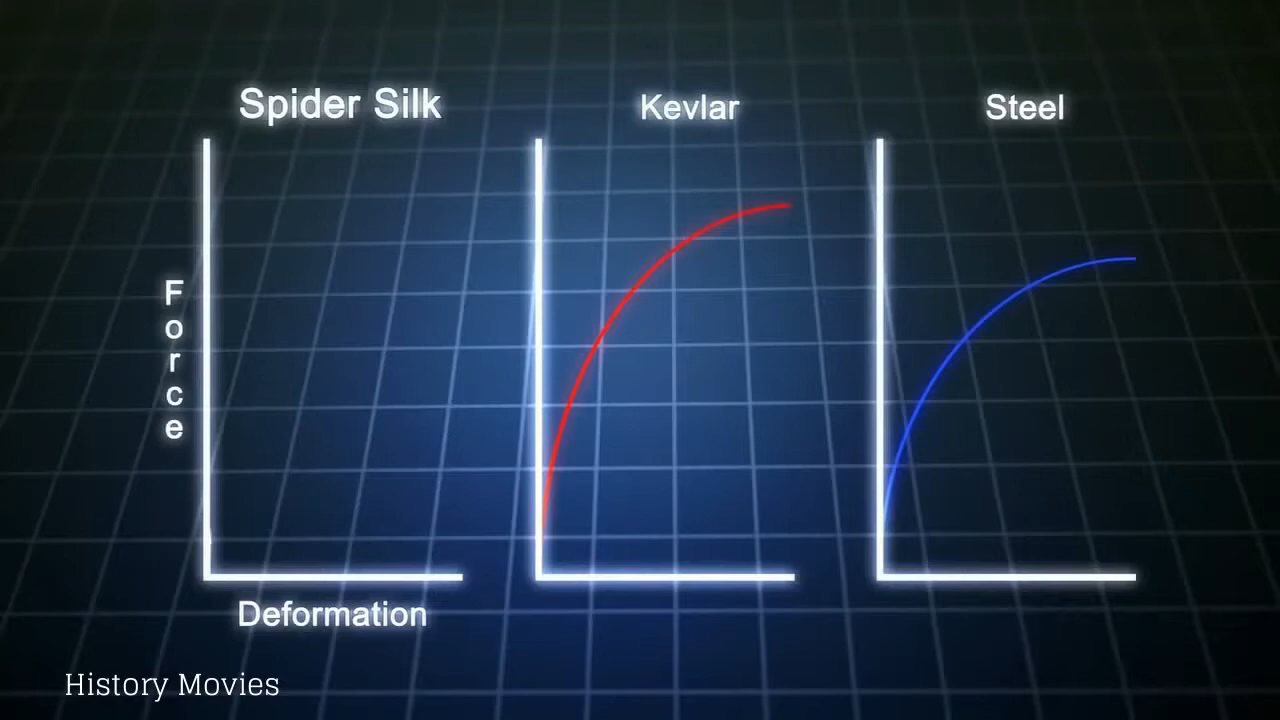 Spider Silk
Kevlar
Steel
Force
Deformation
History Movies